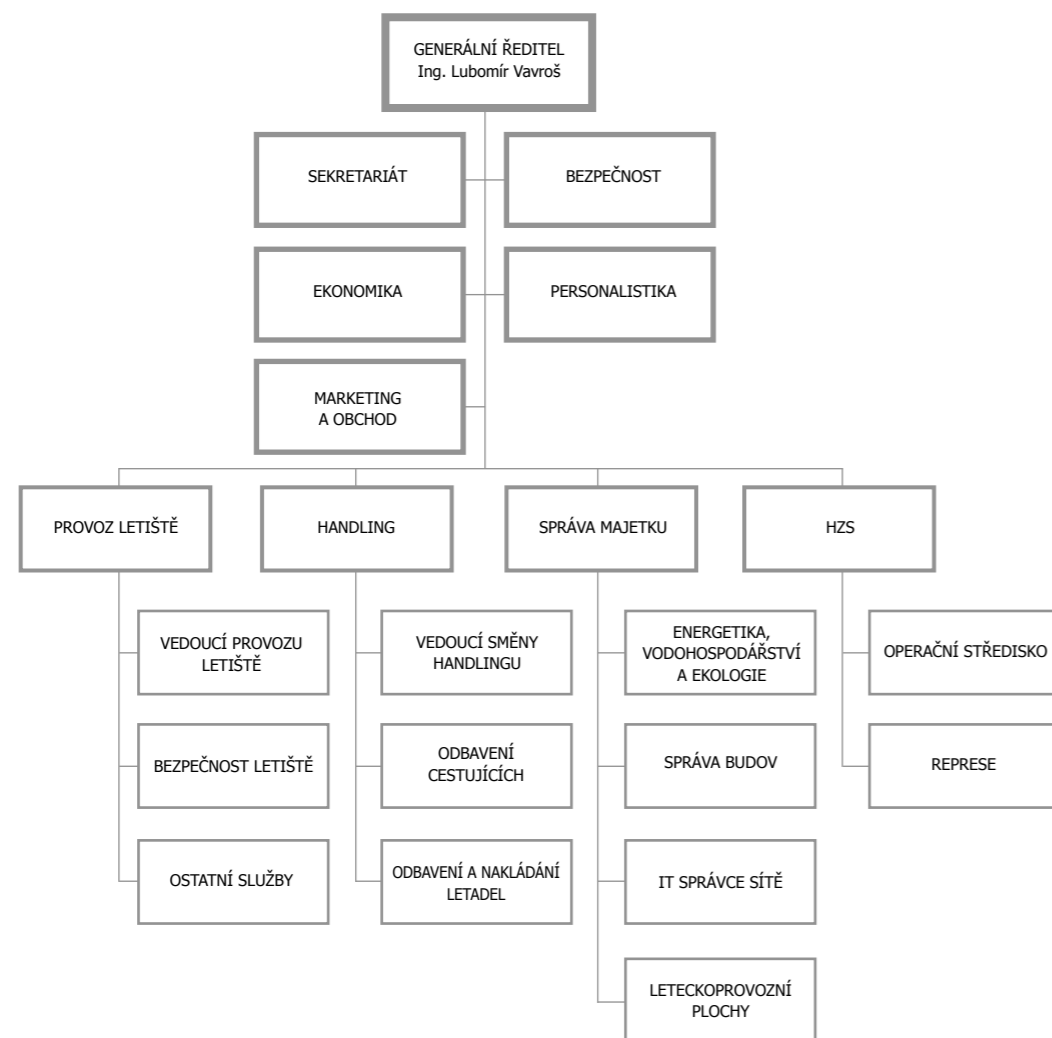 GENERÁLNÍ ŘEDITEL
Ing. Lubomír Vavroš
SEKRETARIÁT
BEZPEČNOST
EKONOMIKA
PERSONALISTIKA
MARKETING
A OBCHOD
PROVOZ LETIŠTĚ
HANDLING
SPRÁVA MAJETKU
HZS
VEDOUCÍ PROVOZU
LETIŠTĚ
VEDOUCÍ SMĚNY
HANDLINGU
ENERGETIKA,
VODOHOSPODÁŘSTVÍ
A EKOLOGIE
OPERAČNÍ STŘEDISKO
BEZPEČNOST LETIŠTĚ
ODBAVENÍ
CESTUJÍCÍCH
SPRÁVA BUDOV
REPRESE
OSTATNÍ SLUŽBY
ODBAVENÍ A NAKLÁDÁNÍ
LETADEL
IT SPRÁVCE SÍTĚ
LETECKOPROVOZNÍ
PLOCHY